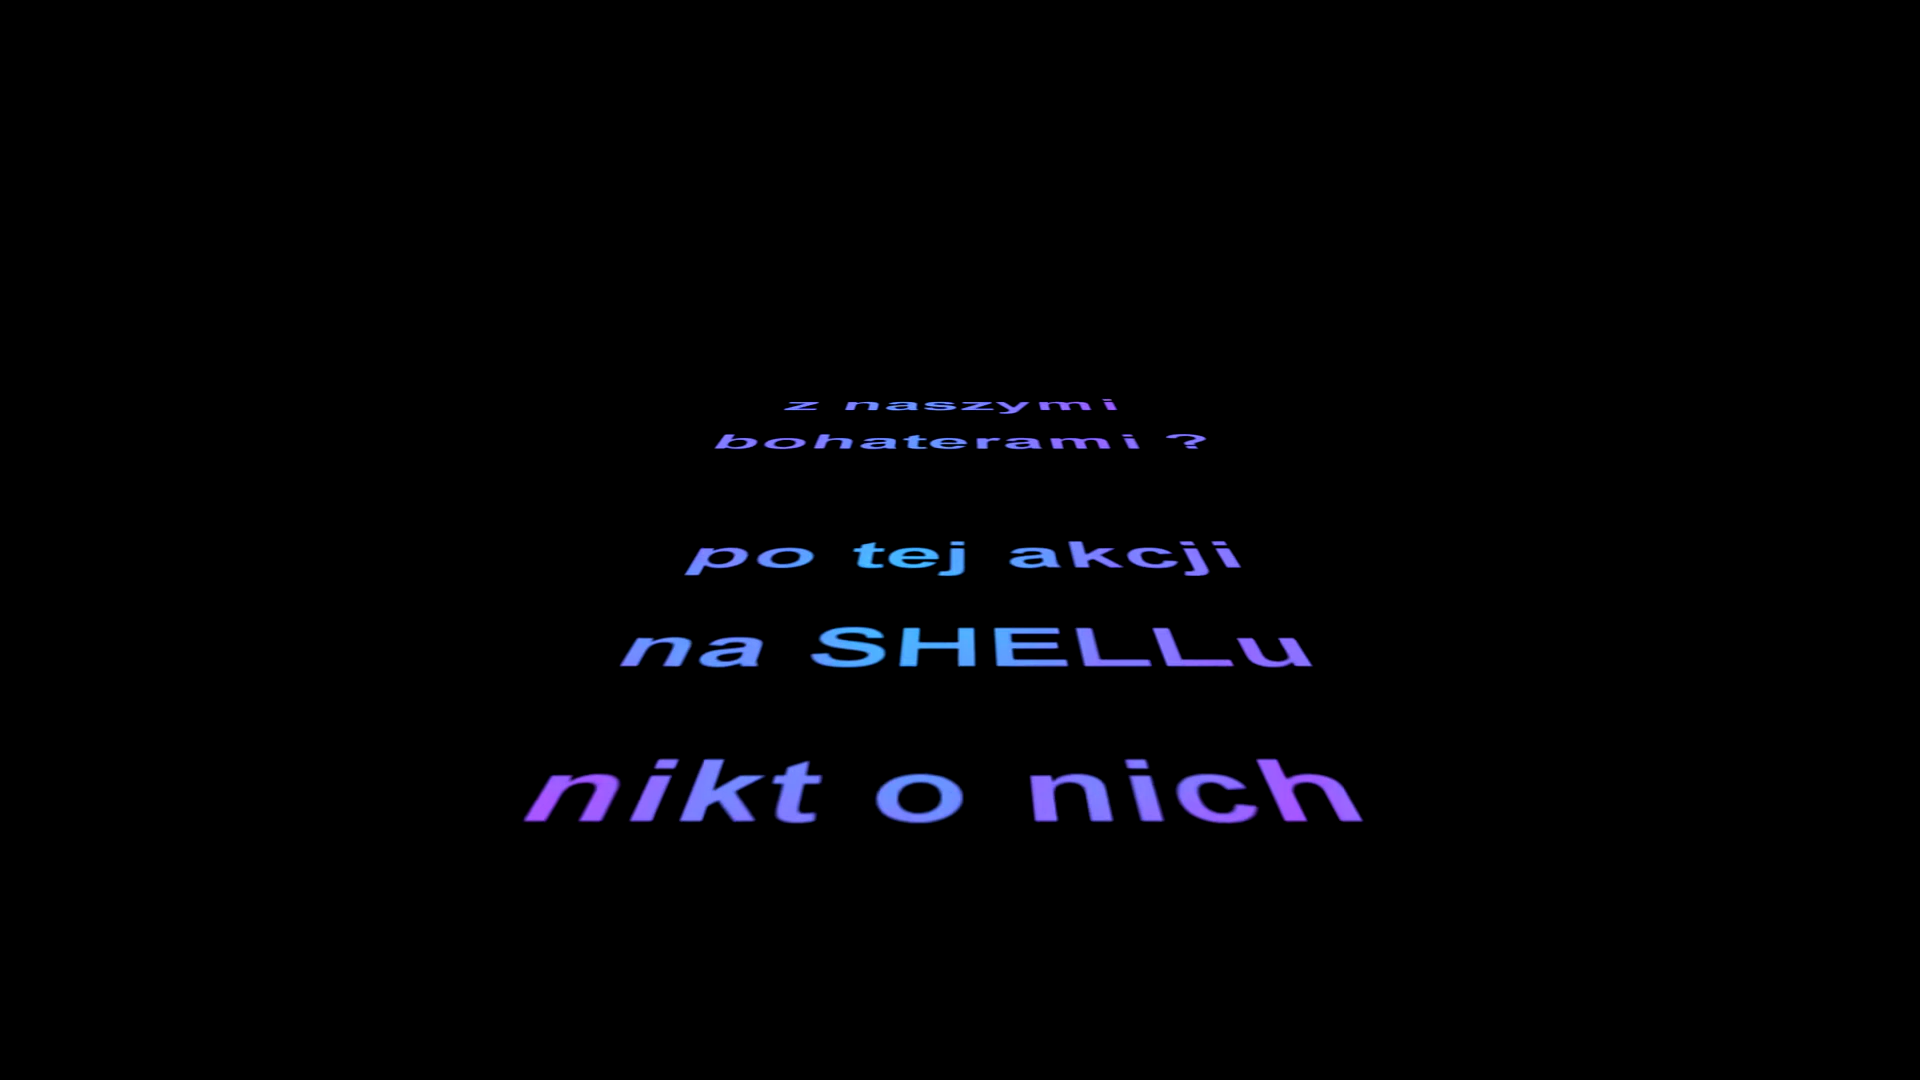 z naszymi
bohaterami ?
po tej akcji
na SHELLu
nikt o nich